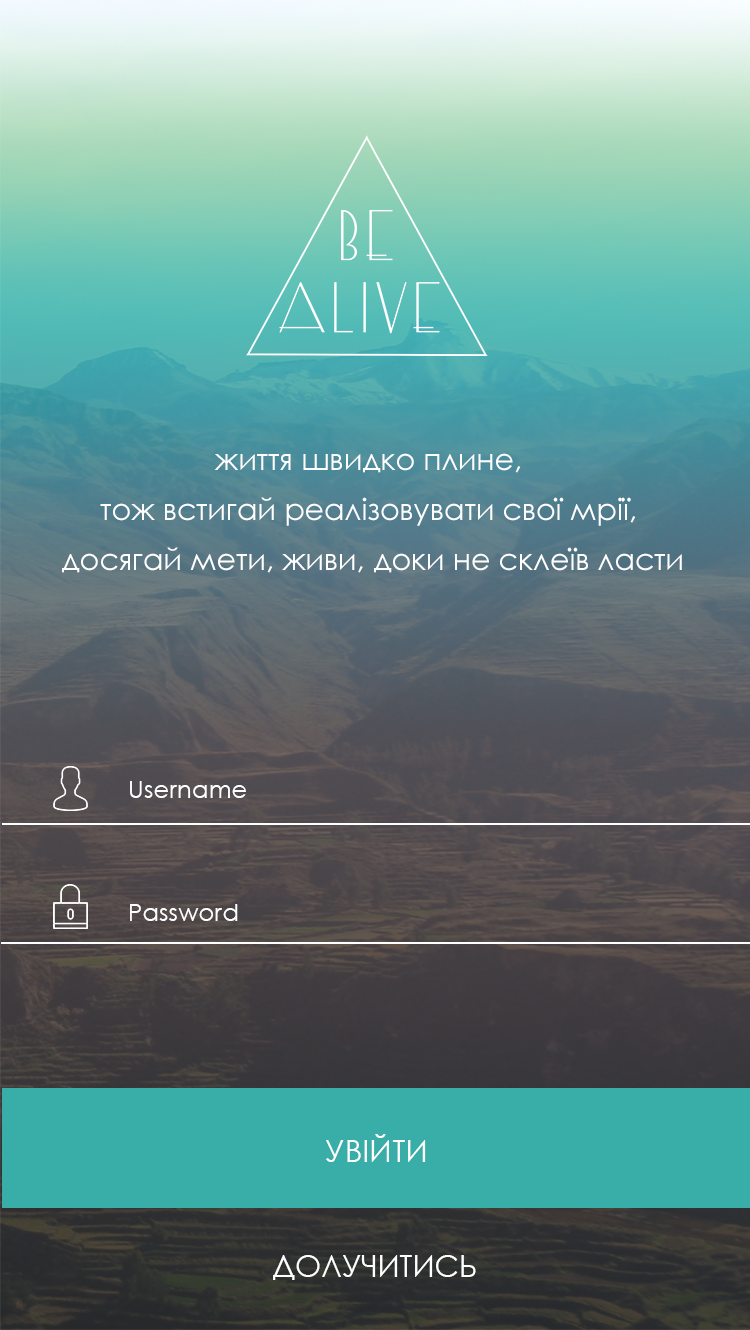 BE
ALIVE
життя швидко плине,
тож встигай реалізовувати свої мрії,
досягай мети, живи, доки не склеїв ласти
Username
0
Password
УВІЙТИ
ДОЛУЧИТИСЬ